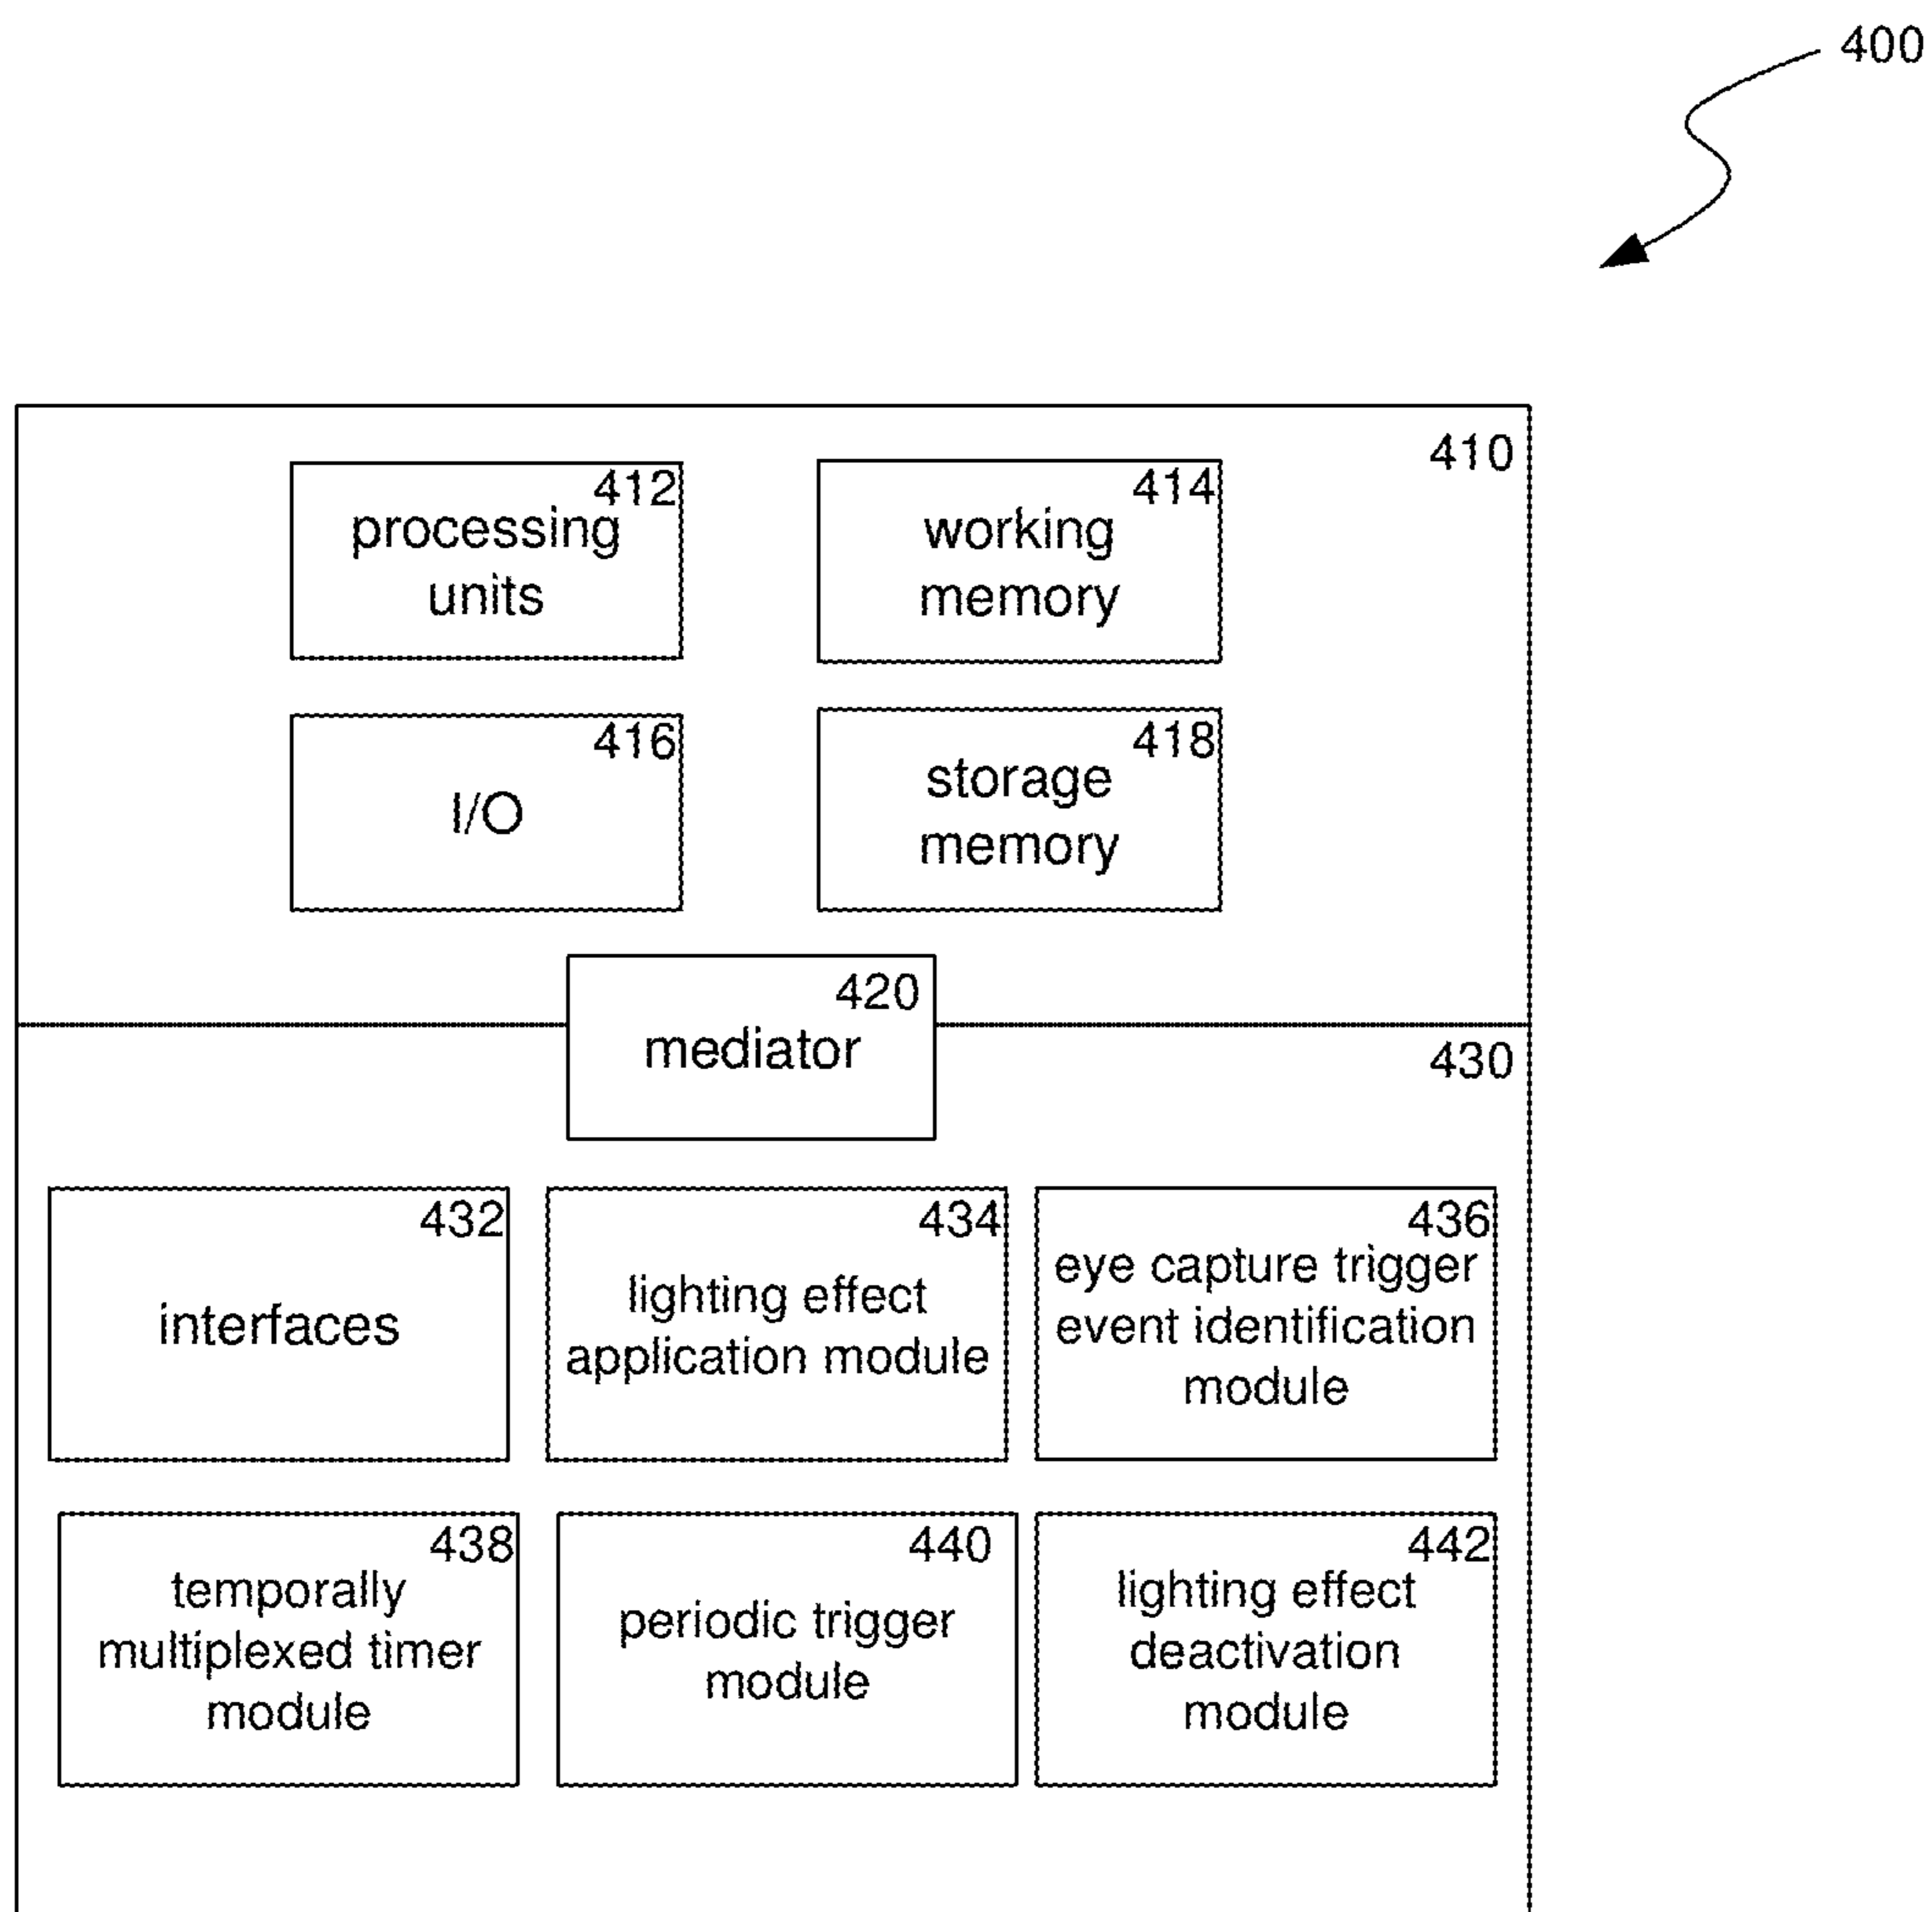 400
410
412
processing
units
414
working
memory
416
I/O
418
storage
memory
420
mediator
430
432
interfaces
434
lighting effect
application module
436
eye capture trigger
event identification
module
438
temporally
multiplexed timer
module
440
periodic trigger
module
442
lighting effect
deactivation
module